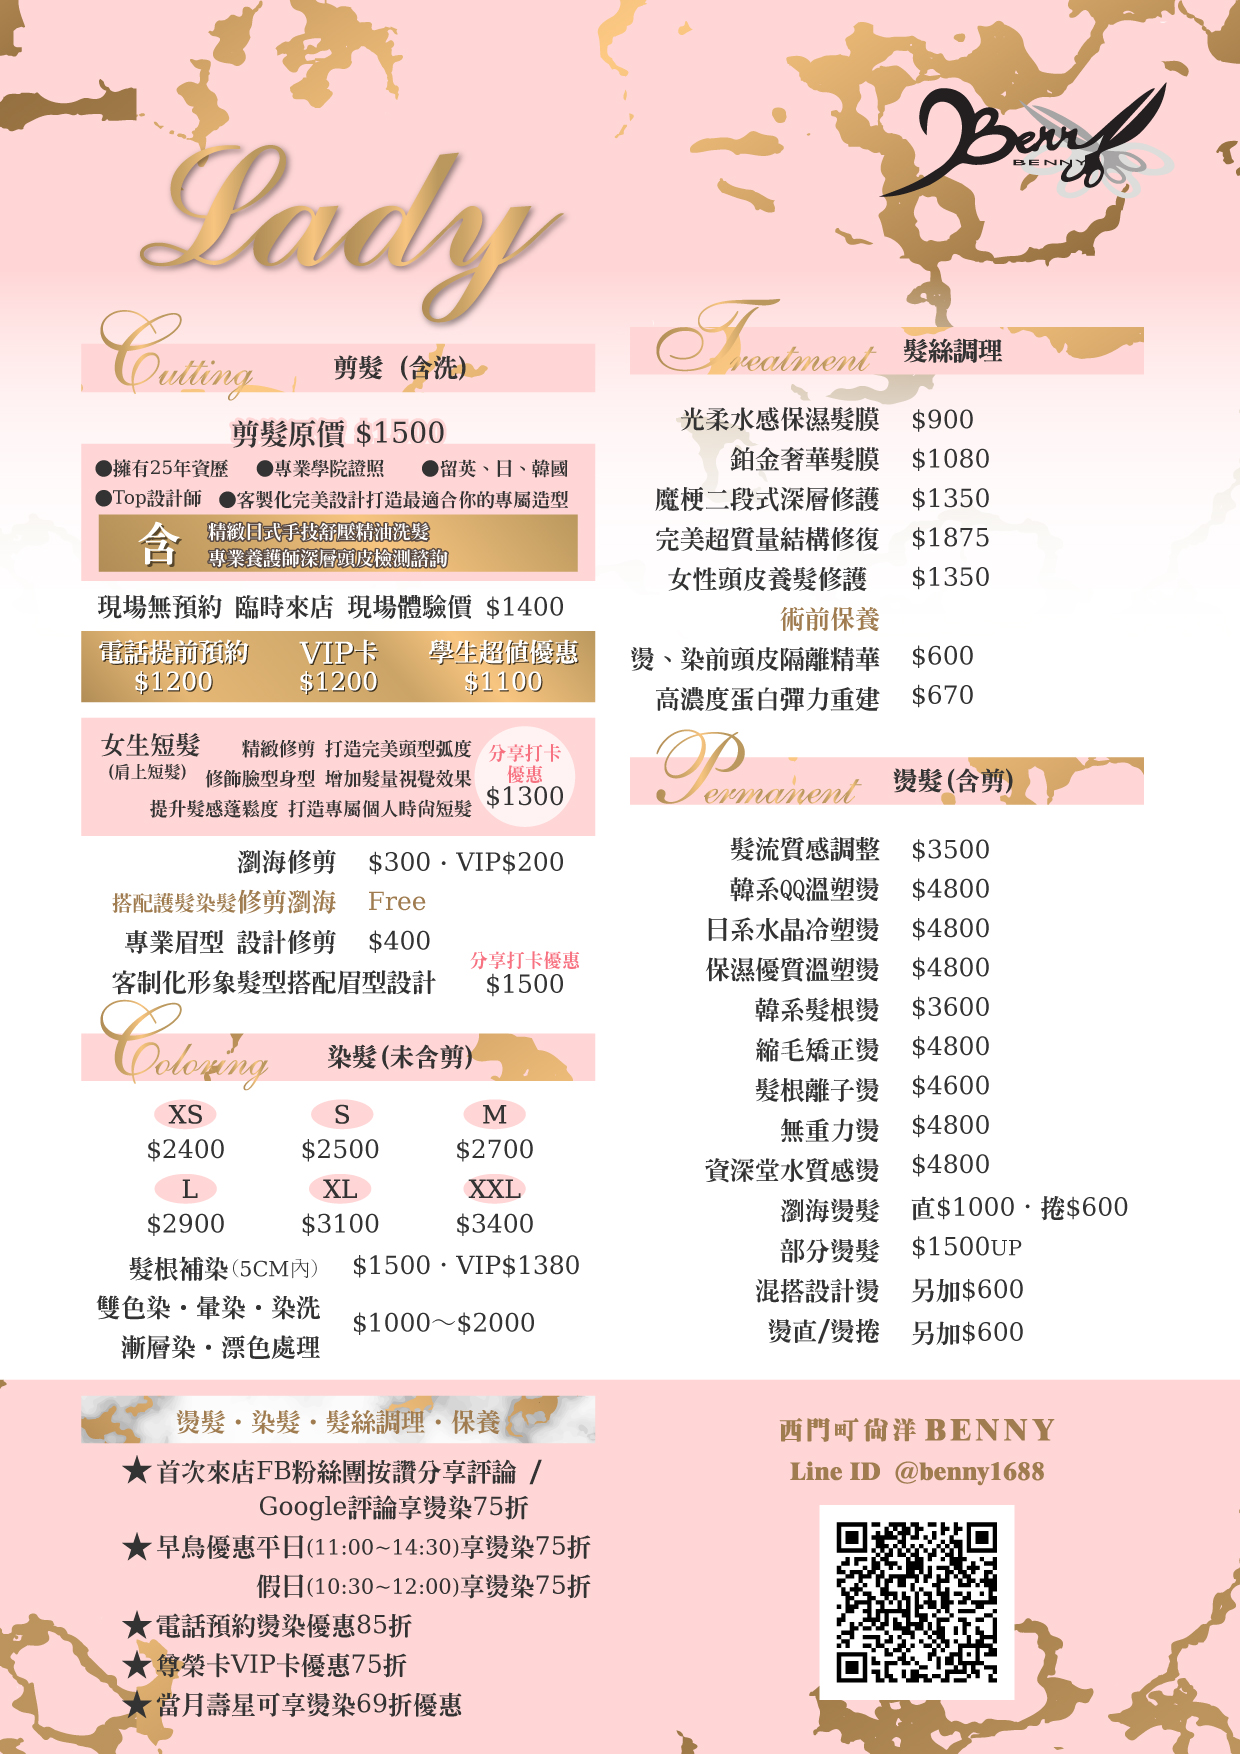 Lady
Benny
BENNY
Cutting 剪髮 (含洗)
剪髮原價 $1500
●擁有25年資歷 ●專業學院證照 ●留英、日、韓國
●Top設計師 ●客製化完美設計打造最適合你的專屬造型
含
精緻日式手技舒壓精油洗髮
專業養護師深層頭皮檢測諮詢
現場無預約 臨時來店 現場體驗價 $1400
電話提前預約 VIP卡 學生超值優惠
$1200 $1200 $1100
女生短髮
(肩上短髮)
精緻修剪 打造完美頭型弧度
修飾臉型身型 增加髮量視覺效果
提升髮感蓬鬆度 打造專屬個人時尚短髮
分享打卡
優惠
$1300
瀏海修剪 $300・VIP$200
搭配護髮染髮修剪瀏海 Free
專業眉型 設計修剪 $400
分享打卡優惠
客制化形象髮型搭配眉型設計 $1500
Coloring 染髮(未含剪)
XS S M
$2400 $2500 $2700
L XL XXL
$2900 $3100 $3400
髮根補染(5CM內) $1500・VIP$1380
雙色染・暈染・染洗
漸層染・漂色處理
$1000～$2000
Treatment 髮絲調理
光柔水感保濕髮膜 $900
鉑金奢華髮膜 $1080
魔梗二段式深層修護 $1350
完美超質量結構修復 $1875
女性頭皮養髮修護 $1350
術前保養
燙、染前頭皮隔離精華 $600
高濃度蛋白彈力重建 $670
Permanent 燙髮(含剪)
髮流質感調整 $3500
韓系QQ溫塑燙 $4800
日系水晶冷塑燙 $4800
保濕優質溫塑燙 $4800
韓系髮根燙 $3600
縮毛矯正燙 $4800
髮根離子燙 $4600
無重力燙 $4800
資深堂水質感燙 $4800
瀏海燙髮 直$1000・捲$600
部分燙髮 $1500UP
混搭設計燙 另加$600
燙直/燙捲 另加$600
燙髮・染髮・髮絲調理・保養
★首次來店FB粉絲團按讚分享評論 /
Google評論享燙染75折
★早鳥優惠平日(11:00~14:30)享燙染75折
假日(10:30~12:00)享燙染75折
★電話預約燙染優惠85折
★尊榮卡VIP卡優惠75折
★當月壽星可享燙染69折優惠
西門町尚洋BENNY
Line ID @benny1688